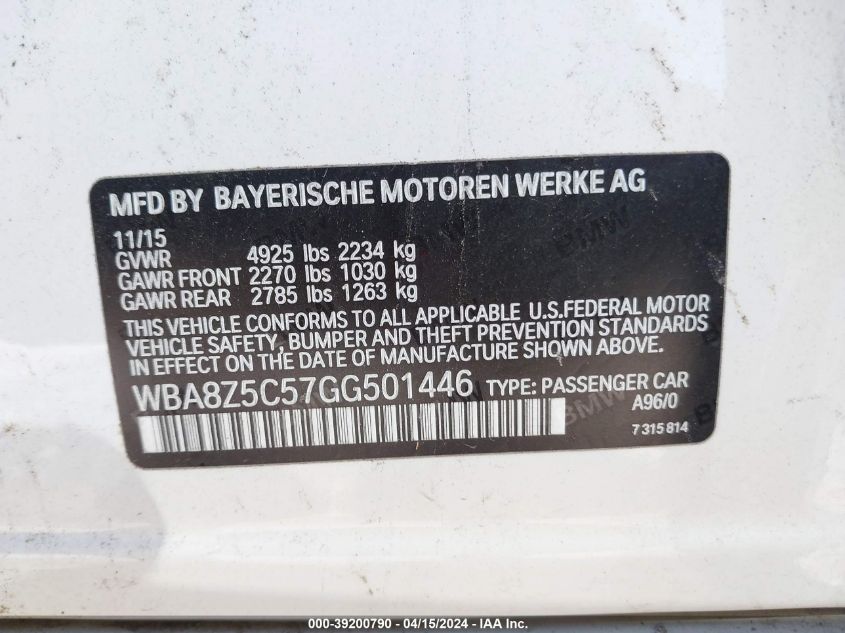 MFD BY BAYERISCHE MOTOREN WERKE AG
11/15
GVWR 4925 lbs 2234 kg
GAWR FRONT 2270 lbs 1030 kg
GAWR REAR 2785 lbs 1263 kg
THIS VEHICLE CONFORMS TO ALL APPLICABLE U.S.FEDERAL MOTOR
VEHICLE SAFETY, BUMPER AND THEFT PREVENTION STANDARDS
IN EFFECT ON THE DATE OF MANUFACTURE SHOWN ABOVE.
WBA8Z5C57GG501446 TYPE: PASSENGER CAR
A96/0
7 315 814
BMW
000-39200790 - 04/15/2024 - IAA Inc.